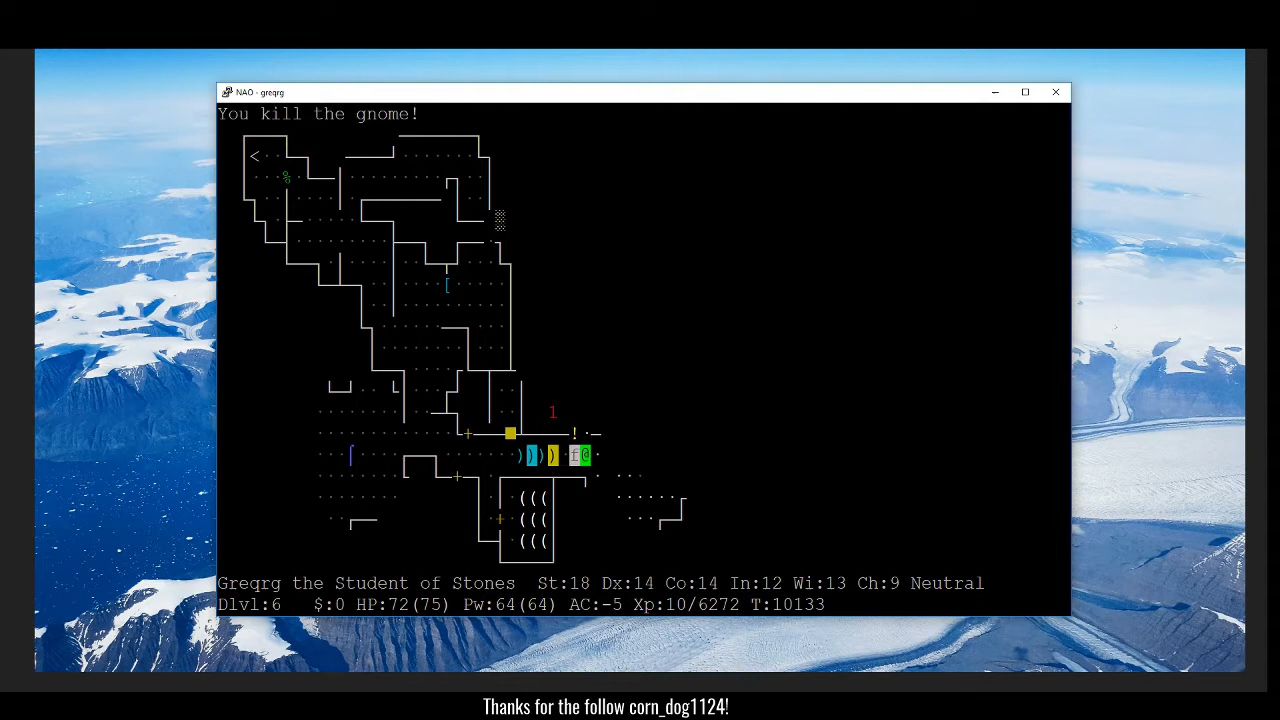 NAO - greqrg
You kill the gnome!
<
%
[
1
+ !
) ) ) ) f @
+
( ( (
+ ( ( (
( ( (
Greqrg the Student of Stones St:18 Dx:14 Co:14 In:12 Wi:13 Ch:9 Neutral
Dlvl:6 $:0 HP:72(75) Pw:64(64) AC:-5 Xp:10/6272 T:10133
Thanks for the follow corn_dog1124!